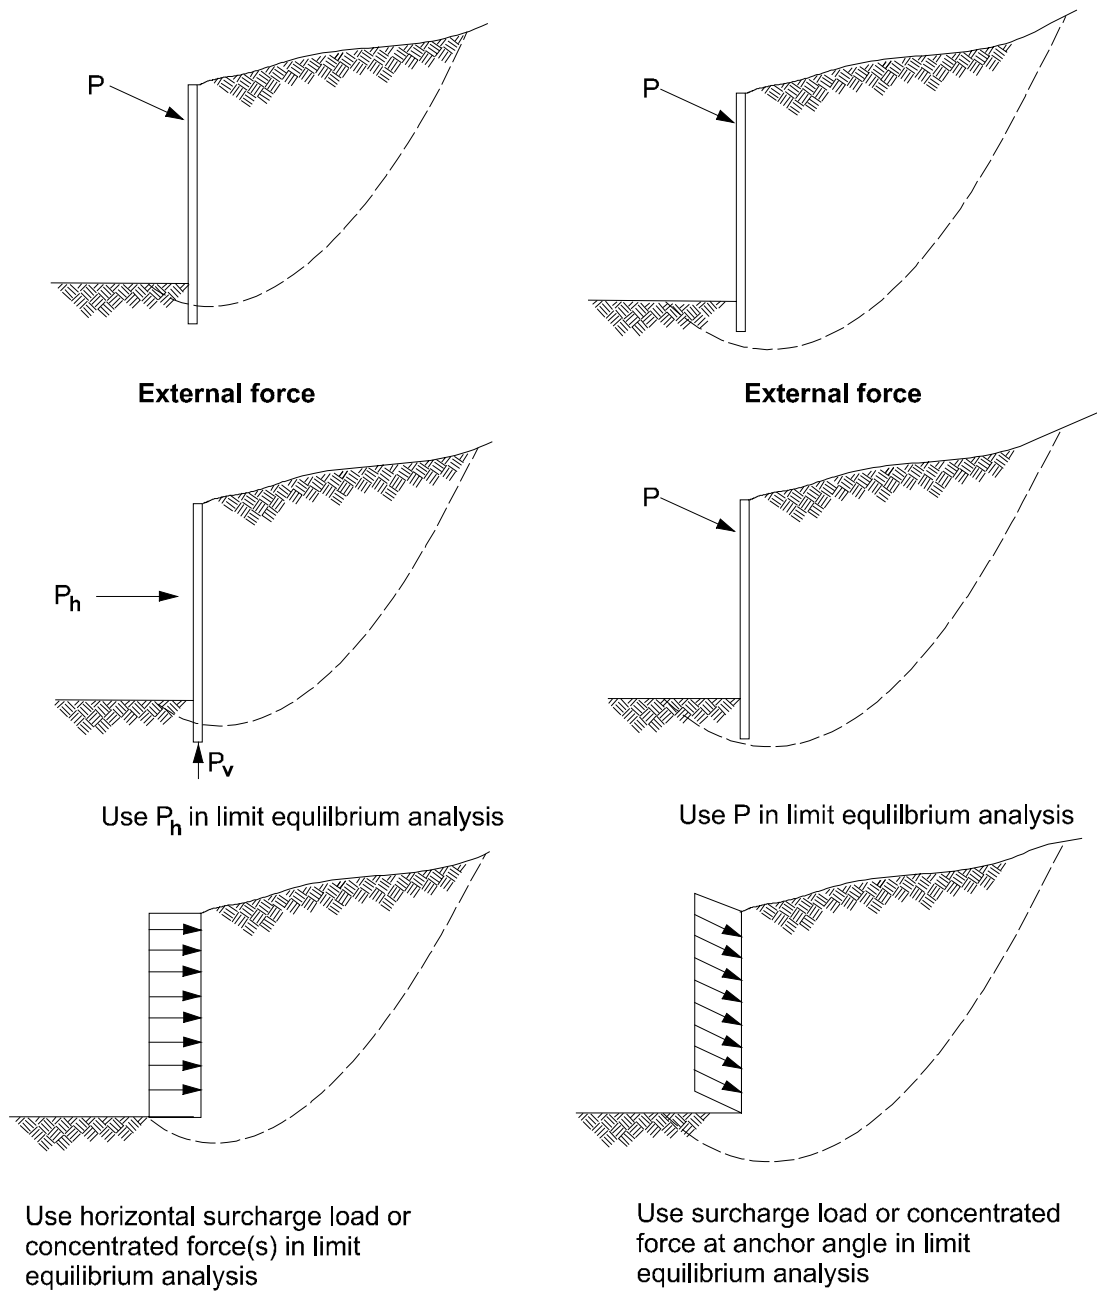 P
P
External force
External force
P
Ph
Pv
Use Ph in limit equlilbrium analysis
Use P in limit equlilbrium analysis
Use horizontal surcharge load or
concentrated force(s) in limit
equilibrium analysis
Use surcharge load or concentrated
force at anchor angle in limit
equilibrium analysis